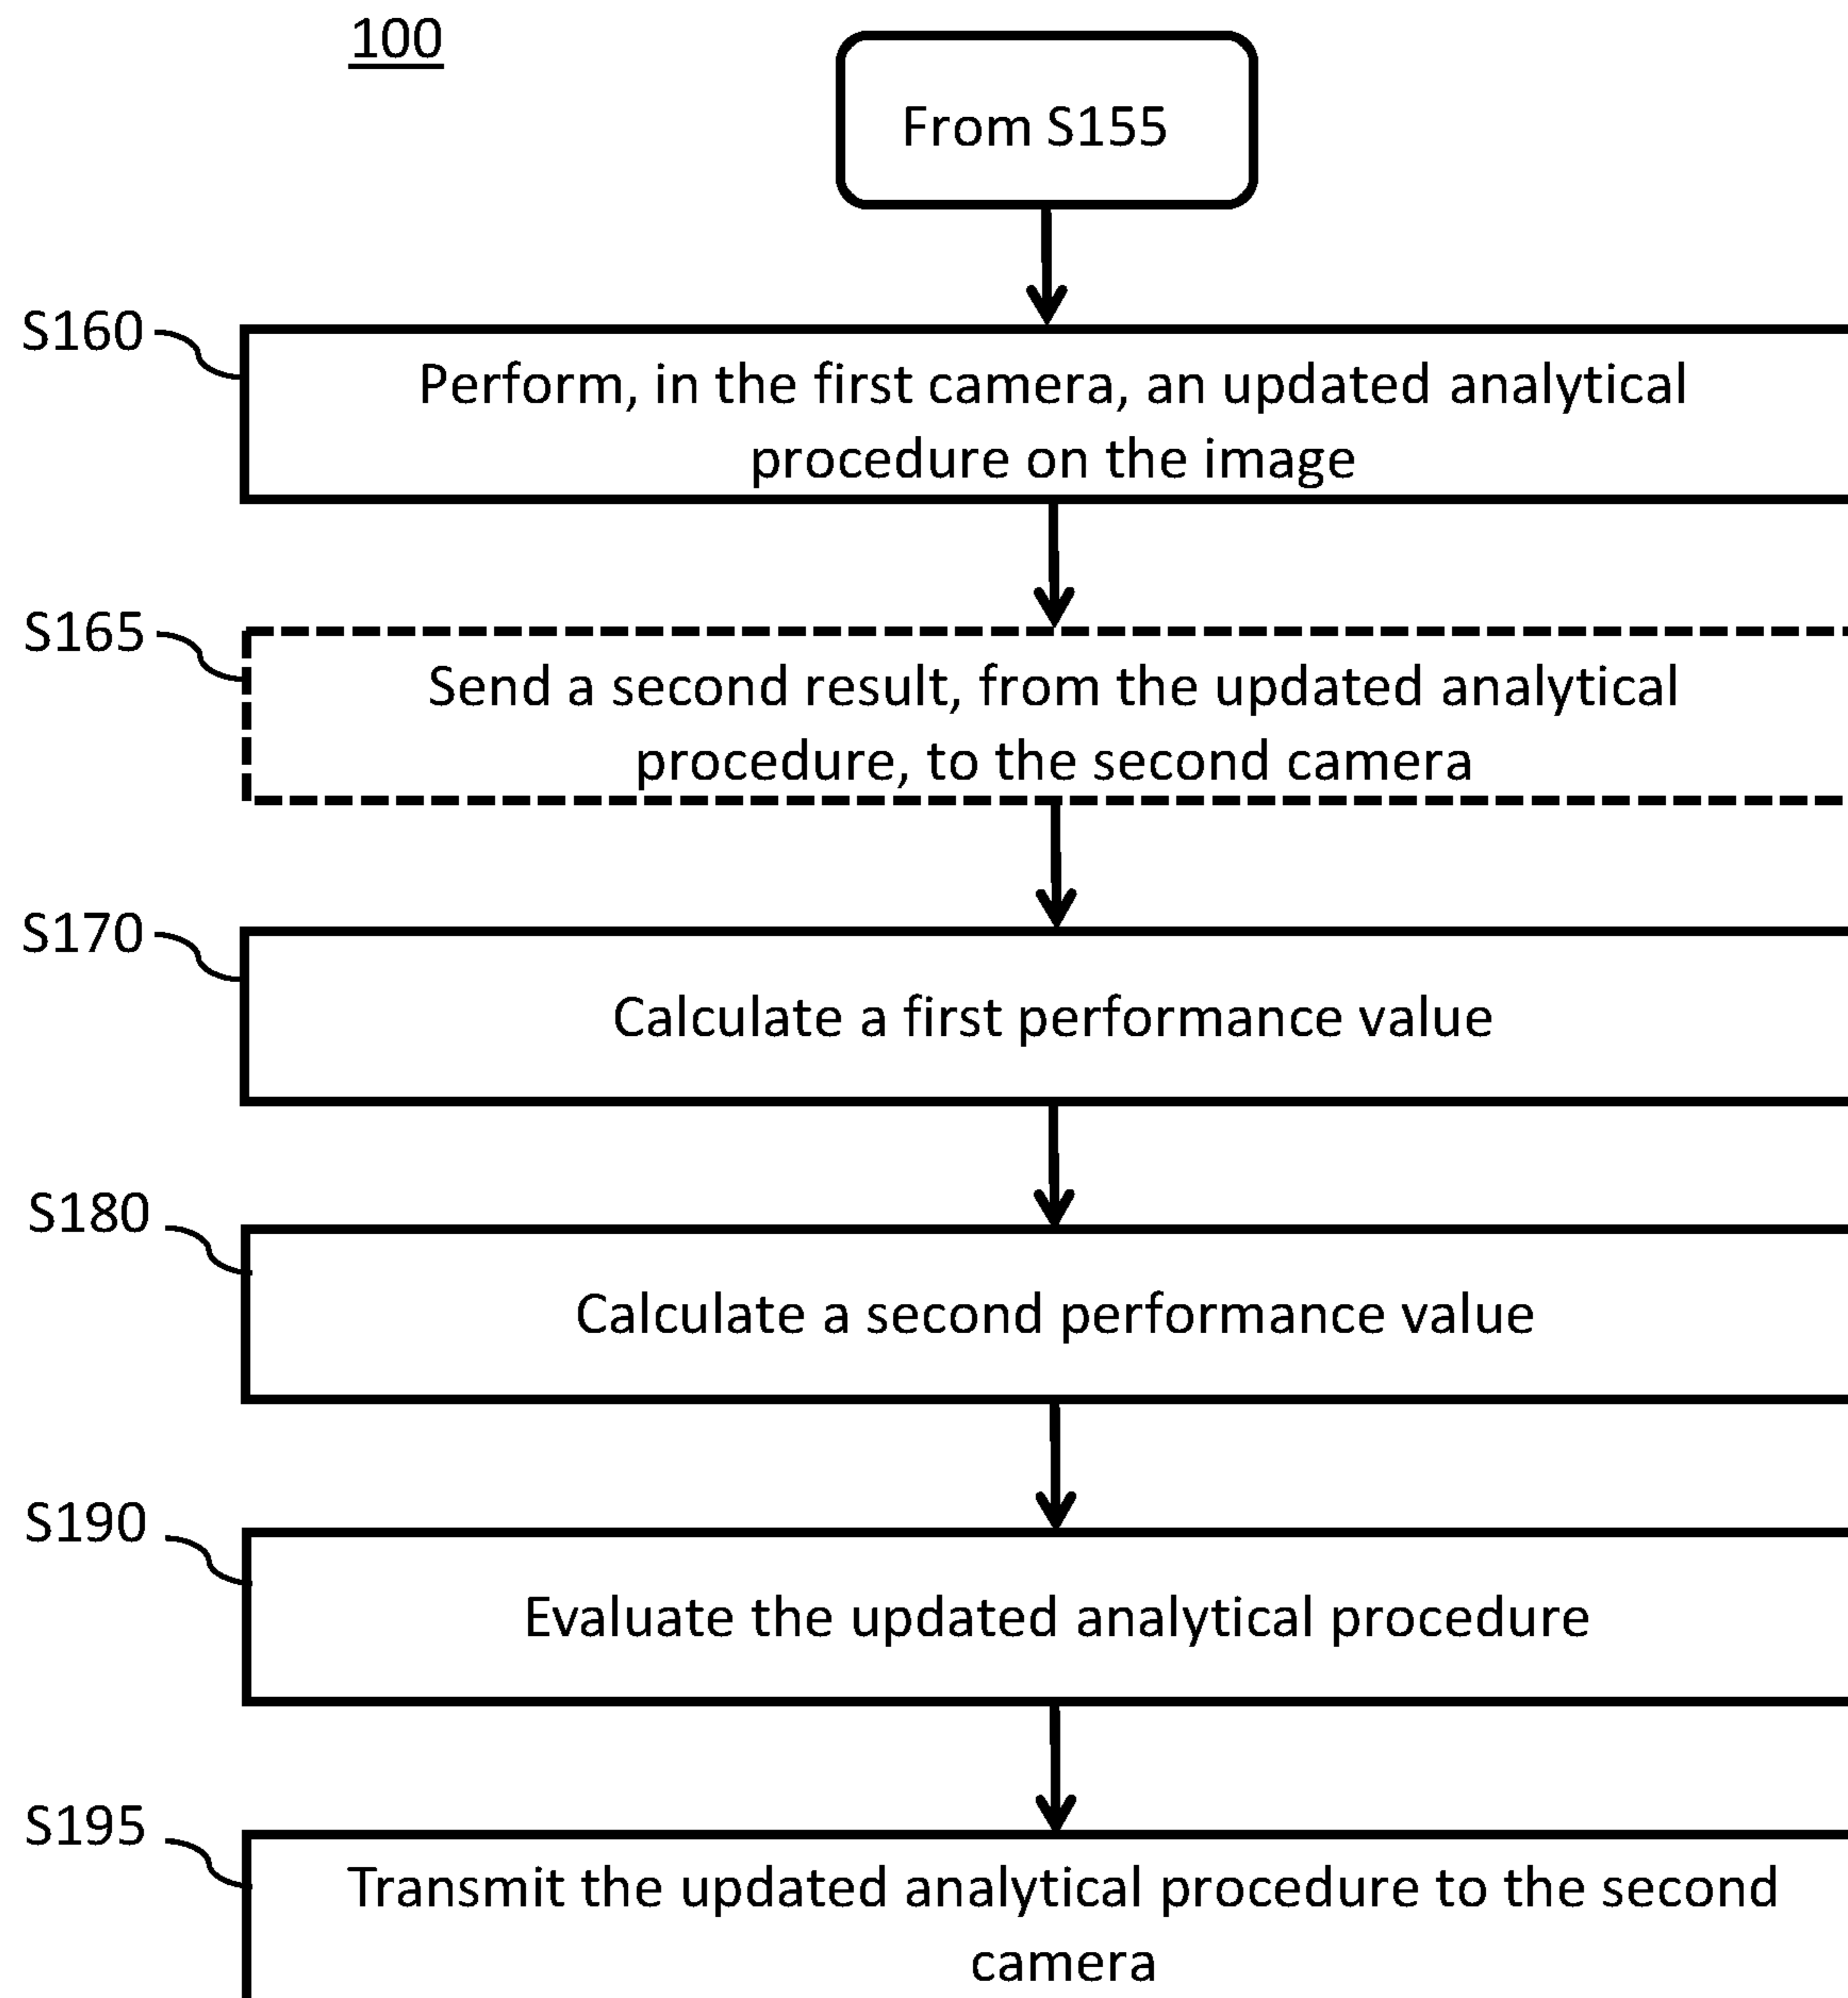 100
From S155
S160
Perform, in the first camera, an updated analytical
procedure on the image
S165
Send a second result, from the updated analytical
procedure, to the second camera
S170
Calculate a first performance value
S180
Calculate a second performance value
S190
Evaluate the updated analytical procedure
S195
Transmit the updated analytical procedure to the second
camera